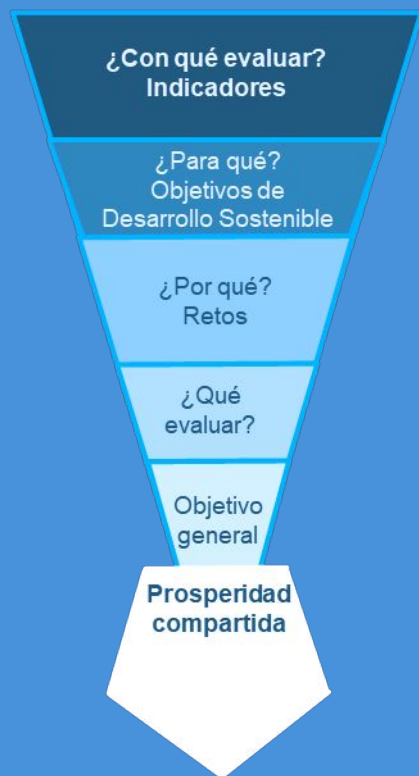 ¿Con qué evaluar?
Indicadores
¿Para qué?
Objetivos de
Desarrollo Sostenible
¿Por qué?
Retos
¿Qué
evaluar?
Objetivo
general
Prosperidad
compartida